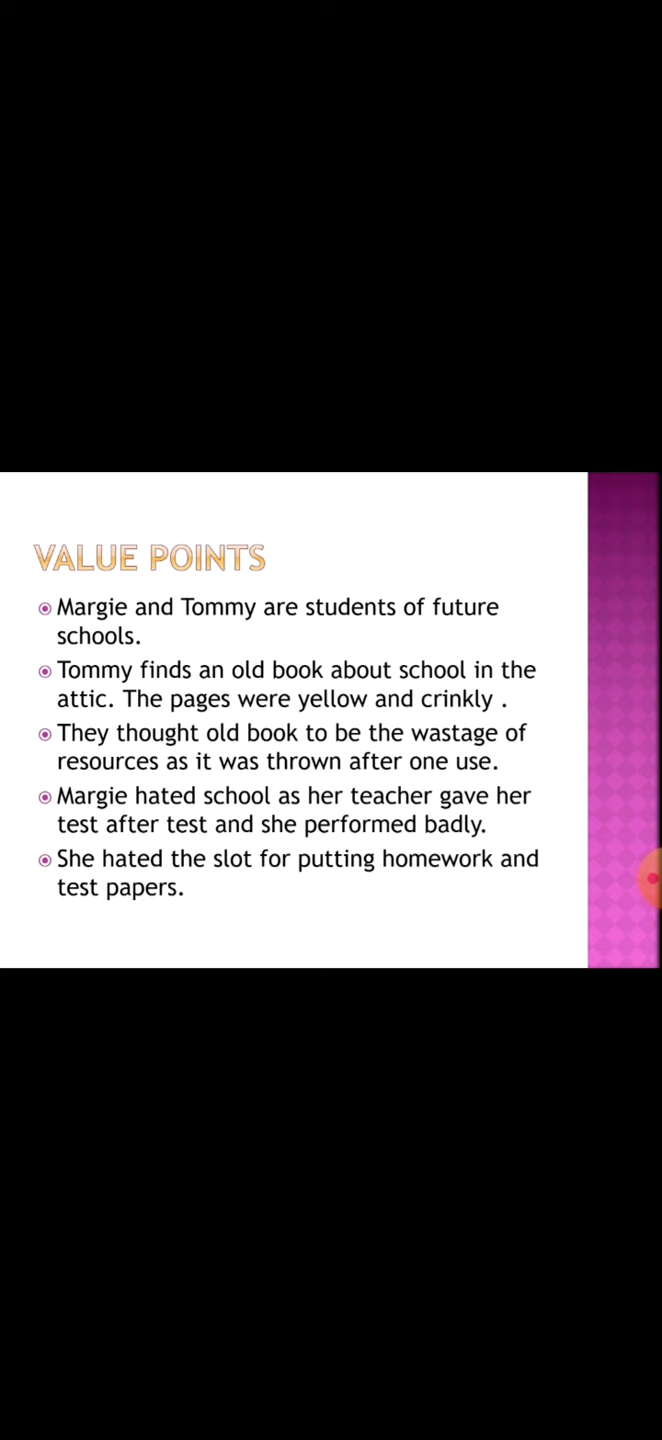 VALUE POINTS
Margie and Tommy are students of future
schools.
Tommy finds an old book about school in the
attic. The pages were yellow and crinkly .
They thought old book to be the wastage of
resources as it was thrown after one use.
Margie hated school as her teacher gave her
test after test and she performed badly.
She hated the slot for putting homework and
test papers.